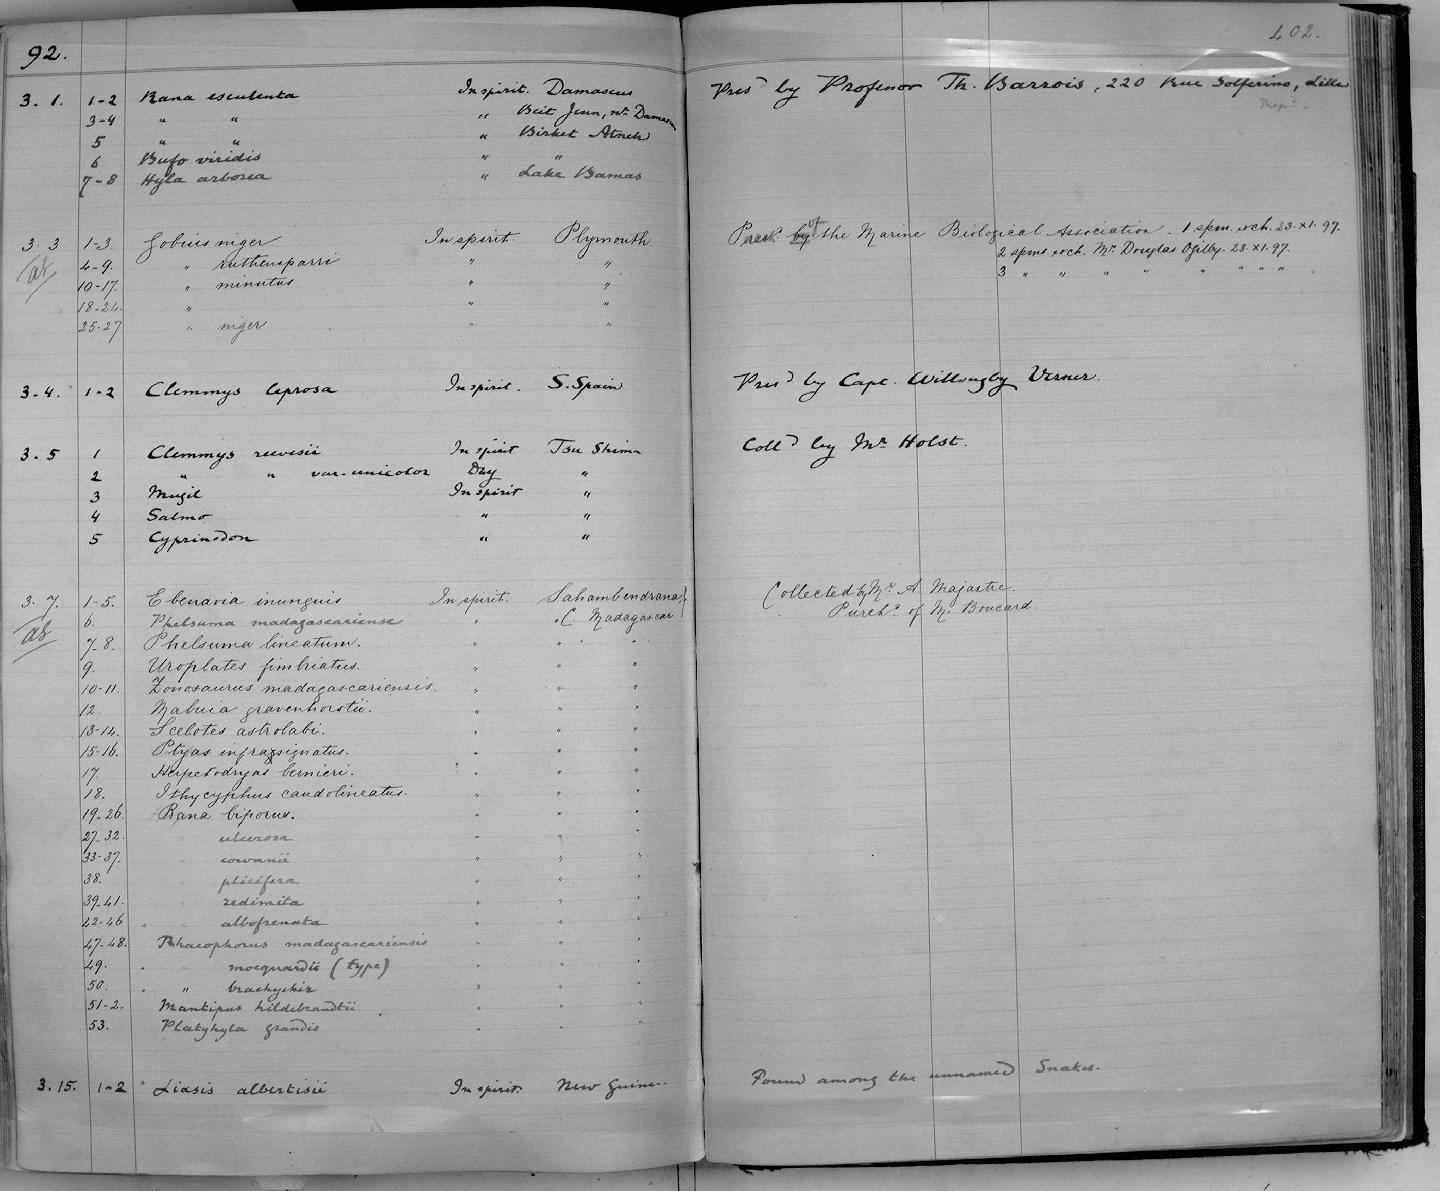 92.
402.
3. 1. 1-2 Rana esculenta In spirit. Damascus Presd by Professor Th. Barrois, 220 Rue Solferino, Lille
3-4 " " " Beit Jenn, nr. Damascus
5 " " " Birket Atneh
6 Bufo viridis " "
7-8 Hyla arborea " Lake
3. 3 1-3. Gobius niger In spirit. Plymouth Purchd by of the Marine Biological Association. 1 spm. exch. 23.XI.97.
4-9. " ruthensparri " " 2 spms exch. Mr. Douglas Ogilby. 23.XI.97.
10-17. " minutus " " 3 " " " " " " " "
18-24. " " "
25-27 " niger " "
3-4. 1-2 Clemmys leprosa In spirit. S. Spain Presd by Capt. Willougby Verner.
3-5 1 Clemmys reevesii In spirit Tsu Shima Colld by Mr. Holst.
2 " " var-unicolor Dry "
3 Mugil In spirit "
4 Salmo " "
5 Cyprinodon " "
3. 7. 1-5. Ebenavia inunguis In spirit. Sahambendrana, Collected by Mr A. Majastre.
6. Phelsuma madagascariense " " ( Madagascar Purchd of Mr. Boucard.
7-8. Phelsuma lineatum. " " "
9. Uroplates fimbriatus. " " "
10-11. Zonosaurus madagascariensis. " " "
12. Mabuia gravenhorstii. " " "
13-14. Scelotes astrolabi. " " "
15-16. Ptyas infrasignatus. " " "
17 Herpetodryas bernieri. " " "
18. Ithycyphus caudolineatus. " " "
19-26. Rana biporus. " " "
27-32. ulcerosa " " "
33-37. cowanii " " "
38. plicifera " " "
39-41. redimita " " "
42-46 albofrenata " " "
47-48. Rhacophorus madagascariensis " " "
49. mocquardii (type) " " "
50. " brachychir " " "
51-2. Mantipus hildebrandtii " " "
53. Platyhyla grandis " " "
3.15. 1-2 Liasis albertisii In spirit. New Guinea Found among the unnamed Snakes.